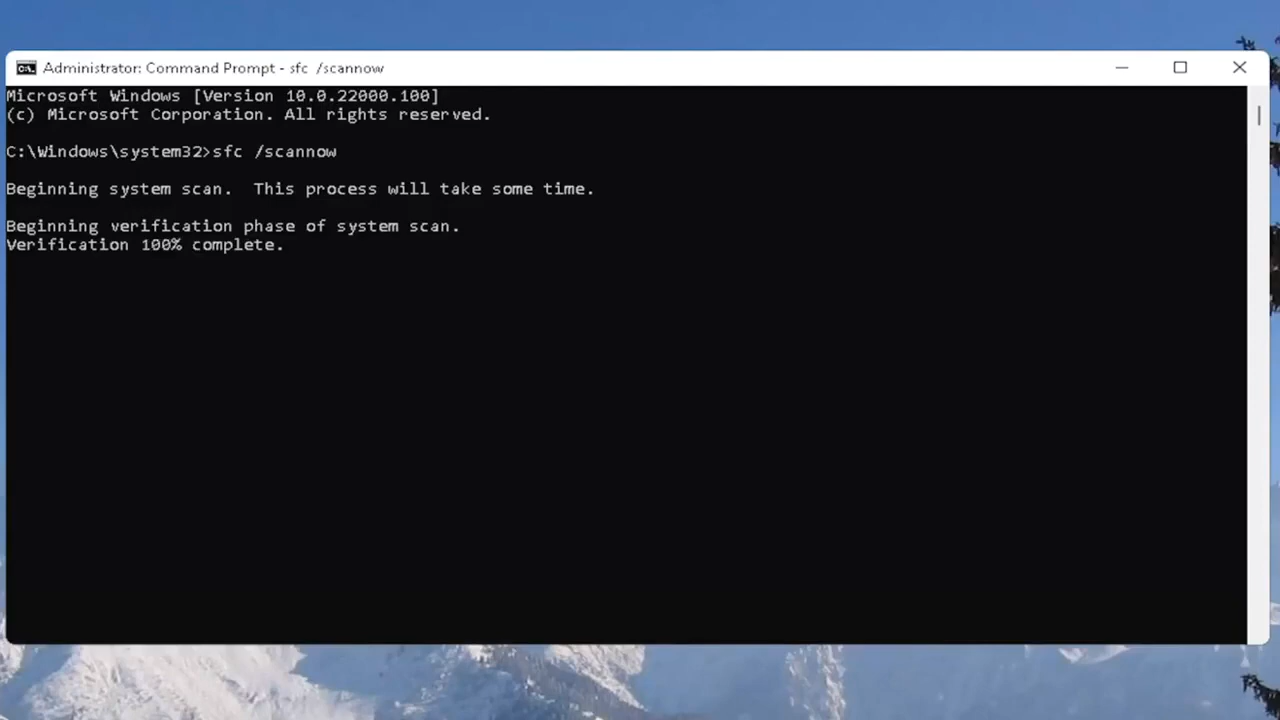 Administrator: Command Prompt - sfc  /scannow
Microsoft Windows [Version 10.0.22000.100]
(c) Microsoft Corporation. All rights reserved.
C:\Windows\system32>sfc /scannow
Beginning system scan.  This process will take some time.
Beginning verification phase of system scan.
Verification 100% complete.